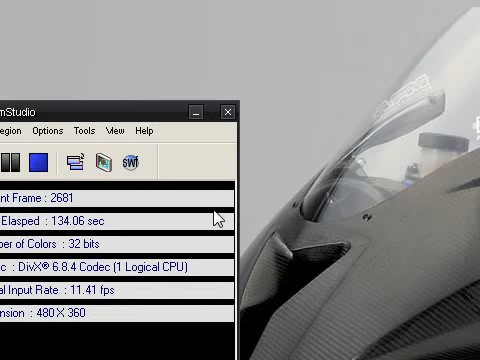 mStudio
egion Options Tools View Help
swf
nt Frame : 2681
Elasped : 134.06 sec
ber of Colors : 32 bits
c : DivX® 6.8.4 Codec (1 Logical CPU)
al Input Rate : 11.41 fps
nsion : 480 X 360